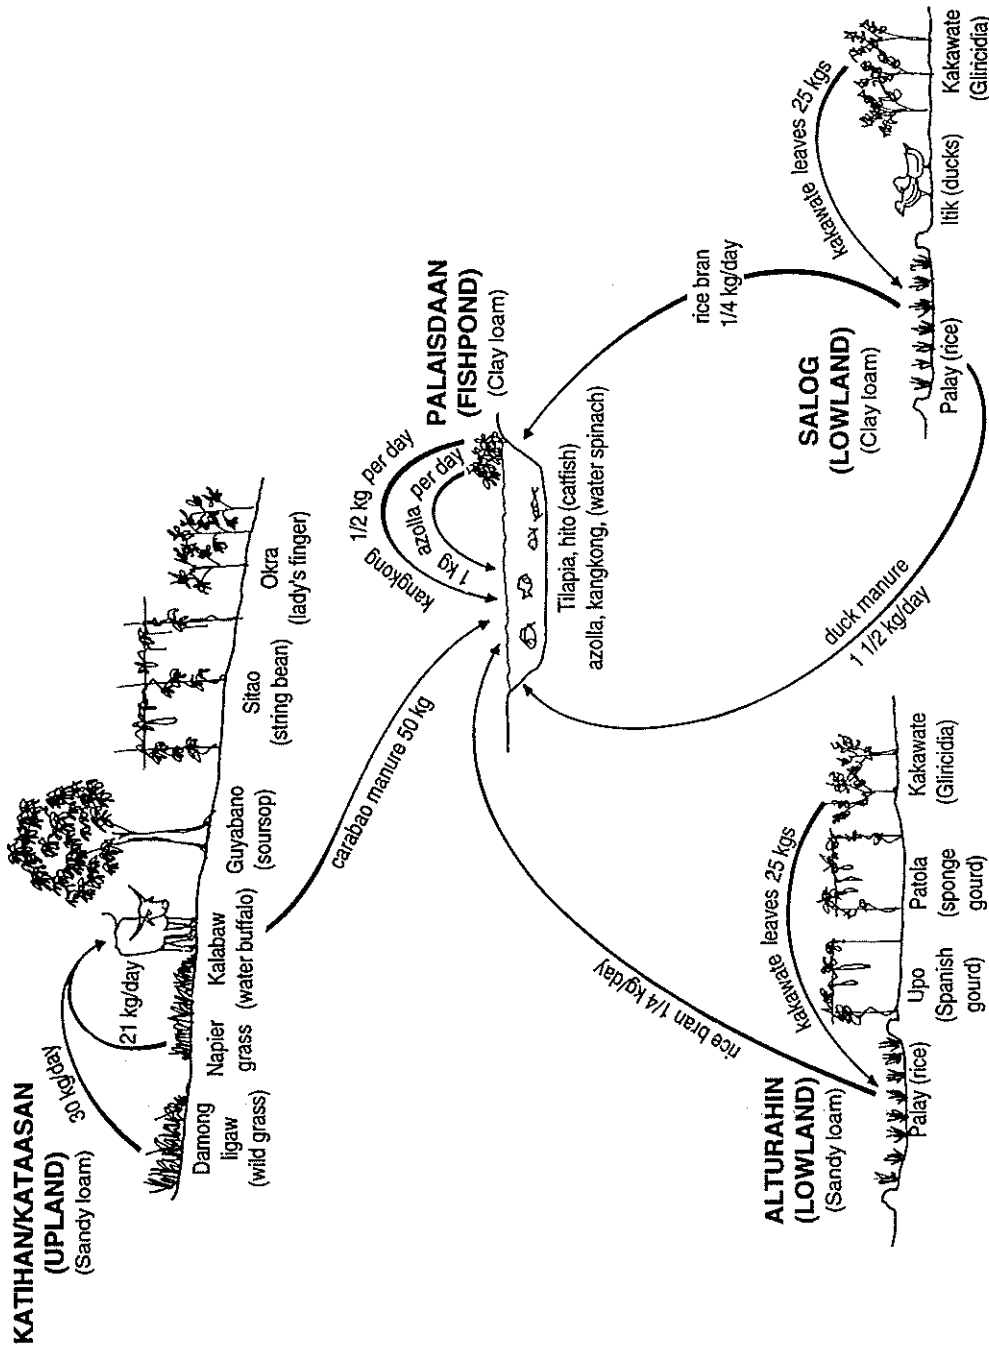 KATIHAN/KATAASAN
(UPLAND)
(Sandy loam)
30 kg/day
21 kg/day
Damong
ligaw
(wild grass)
Napier
grass
Kalabaw
(water buffalo)
Guyabano
(soursop)
Sitao
(string bean)
Okra
(lady's finger)
carabao manure 50 kg
PALAISDAAN
(FISHPOND)
(Clay loam)
kangkong 1/2 kg per day
azolla per day
1 kg
Tilapia, hito (catfish)
azolla, kangkong, (water spinach)
rice bran
1/4 kg/day
rice bran 1/4 kg/day
duck manure
1 1/2 kg/day
ALTURAHIN
(LOWLAND)
(Sandy loam)
kakawate leaves 25 kgs
Palay (rice)
Upo
(Spanish
gourd)
Patola
(sponge
gourd)
Kakawate
(Gliricidia)
SALOG
(LOWLAND)
(Clay loam)
kakawate leaves 25 kgs
Palay (rice)
Itik (ducks)
Kakawate
(Gliricidia)